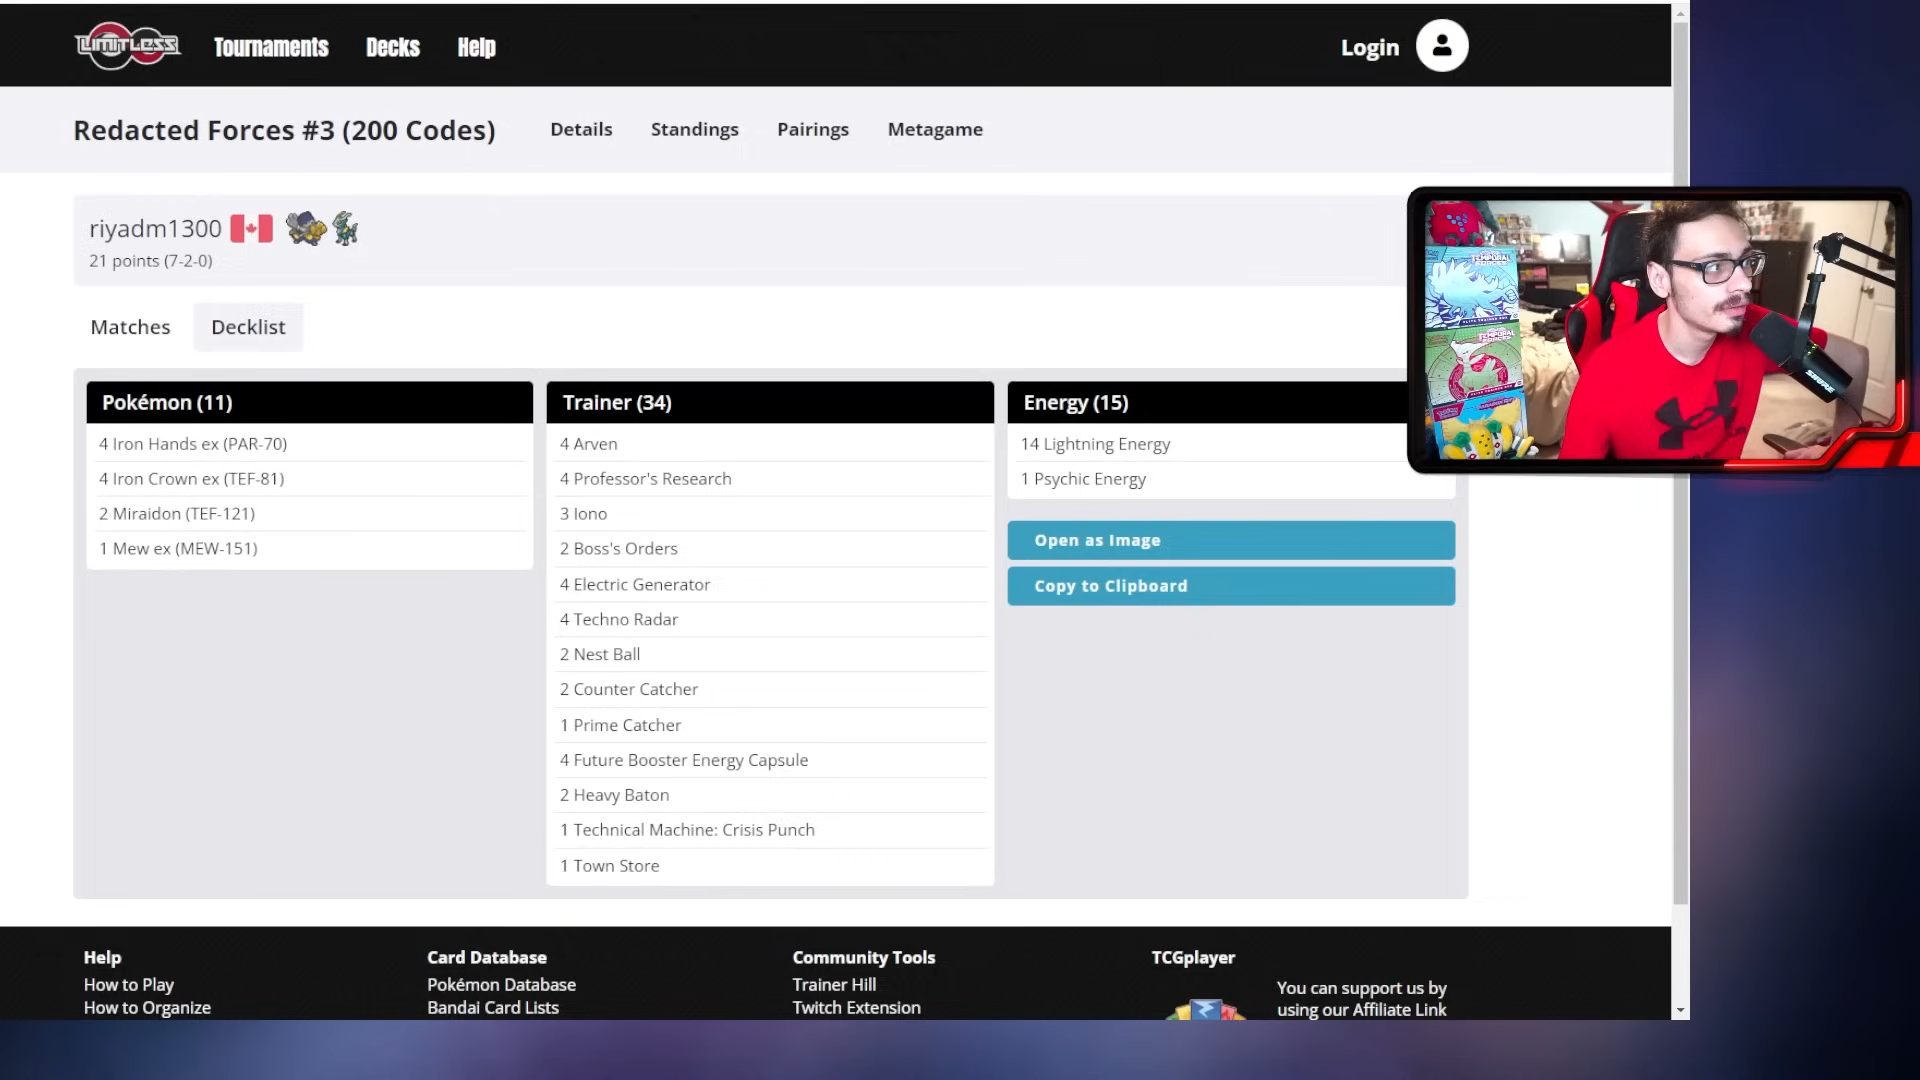 LIMITLESS
Tournaments
Decks
Help
Login
Redacted Forces #3 (200 Codes)
Details
Standings
Pairings
Metagame
riyadm1300
21 points (7-2-0)
Matches
Decklist
Pokémon (11)
4 Iron Hands ex (PAR-70)
4 Iron Crown ex (TEF-81)
2 Miraidon (TEF-121)
1 Mew ex (MEW-151)
Trainer (34)
4 Arven
4 Professor's Research
3 Iono
2 Boss's Orders
4 Electric Generator
4 Techno Radar
2 Nest Ball
2 Counter Catcher
1 Prime Catcher
4 Future Booster Energy Capsule
2 Heavy Baton
1 Technical Machine: Crisis Punch
1 Town Store
Energy (15)
14 Lightning Energy
1 Psychic Energy
Open as Image
Copy to Clipboard
TEMPORAL
FORCES
TEMPORAL
FORCES
SHURE
Help
How to Play
How to Organize
Card Database
Pokémon Database
Bandai Card Lists
Community Tools
Trainer Hill
Twitch Extension
TCGplayer
You can support us by
using our Affiliate Link